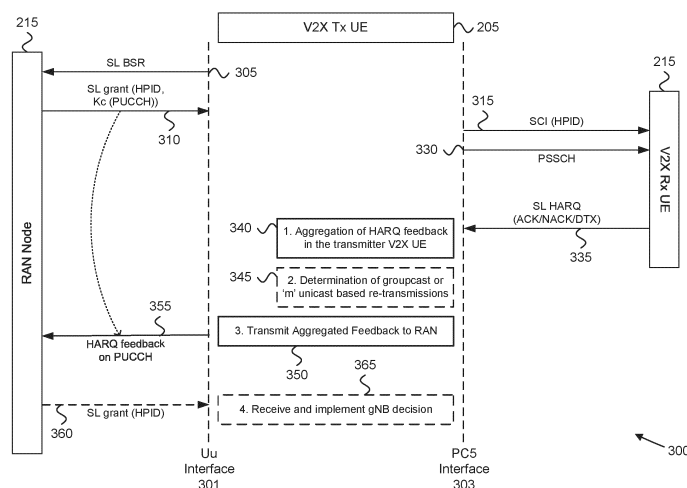 215
V2X Tx UE
205
SL BSR
305
215
SL grant (HPID,
Kc (PUCCH))
310
315
SCI (HPID)
330
PSSCH
RAN Node
V2X Rx UE
340
1. Aggregation of HARQ feedback
in the transmitter V2X UE
SL HARQ
(ACK/NACK/DTX)
335
345
2. Determination of groupcast or
'm' unicast based re-transmissions
355
3. Transmit Aggregated Feedback to RAN
HARQ feedback
on PUCCH
350
365
SL grant (HPID)
360
4. Receive and implement gNB decision
Uu
Interface
301
PC5
Interface
303
300